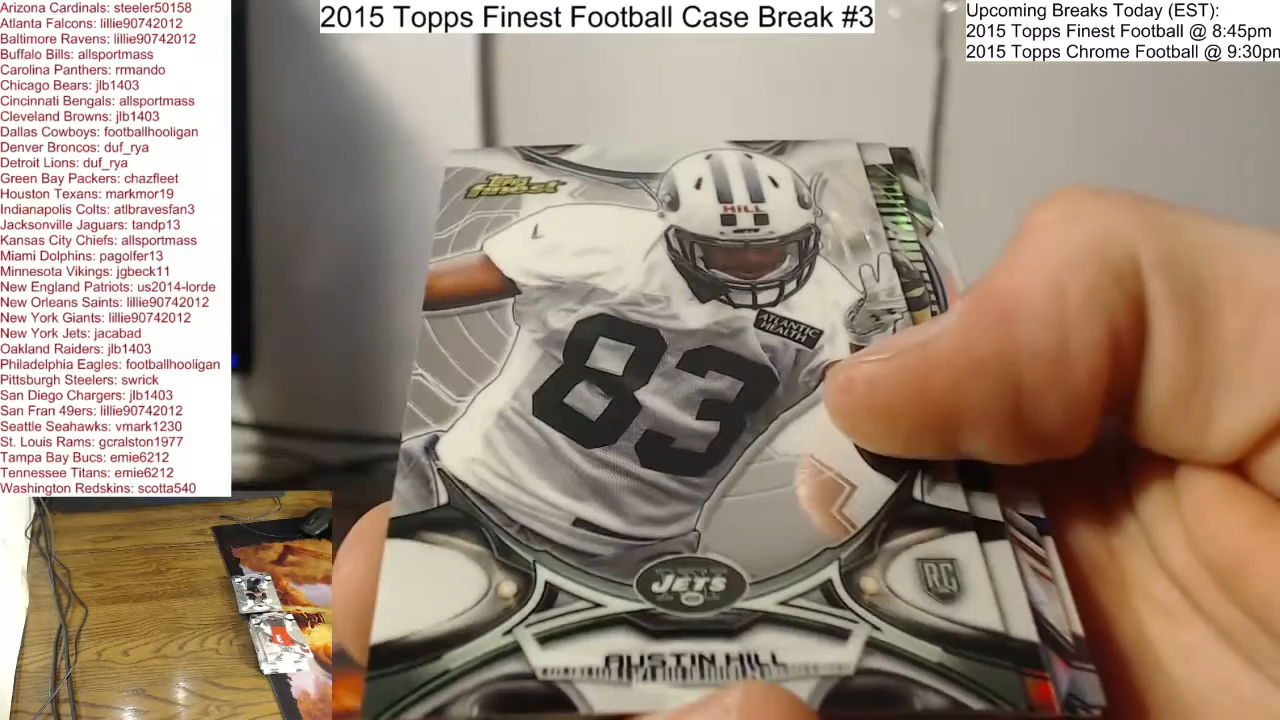 Arizona Cardinals: steeler50158
Atlanta Falcons: lillie90742012
Baltimore Ravens: lillie90742012
Buffalo Bills: allsportmass
Carolina Panthers: rrmando
Chicago Bears: jlb1403
Cincinnati Bengals: allsportmass
Cleveland Browns: jlb1403
Dallas Cowboys: footballhooligan
Denver Broncos: duf_rya
Detroit Lions: duf_rya
Green Bay Packers: chazfleet
Houston Texans: markmor19
Indianapolis Colts: atlbravesfan3
Jacksonville Jaguars: tandp13
Kansas City Chiefs: allsportmass
Miami Dolphins: pagolfer13
Minnesota Vikings: jgbeck11
New England Patriots: us2014-lorde
New Orleans Saints: lillie90742012
New York Giants: lillie90742012
New York Jets: jacabad
Oakland Raiders: jlb1403
Philadelphia Eagles: footballhooligan
Pittsburgh Steelers: swrick
San Diego Chargers: jlb1403
San Fran 49ers: lillie90742012
Seattle Seahawks: vmark1230
St. Louis Rams: gcralston1977
Tampa Bay Bucs: emie6212
Tennessee Titans: emie6212
Washington Redskins: scotta540
2015 Topps Finest Football Case Break #3
Upcoming Breaks Today (EST):
2015 Topps Finest Football @ 8:45pm
2015 Topps Chrome Football @ 9:30pm
Topps
Finest
HILL
JETS
ATLANTIC
HEALTH
83
JETS
RC
AUSTIN HILL